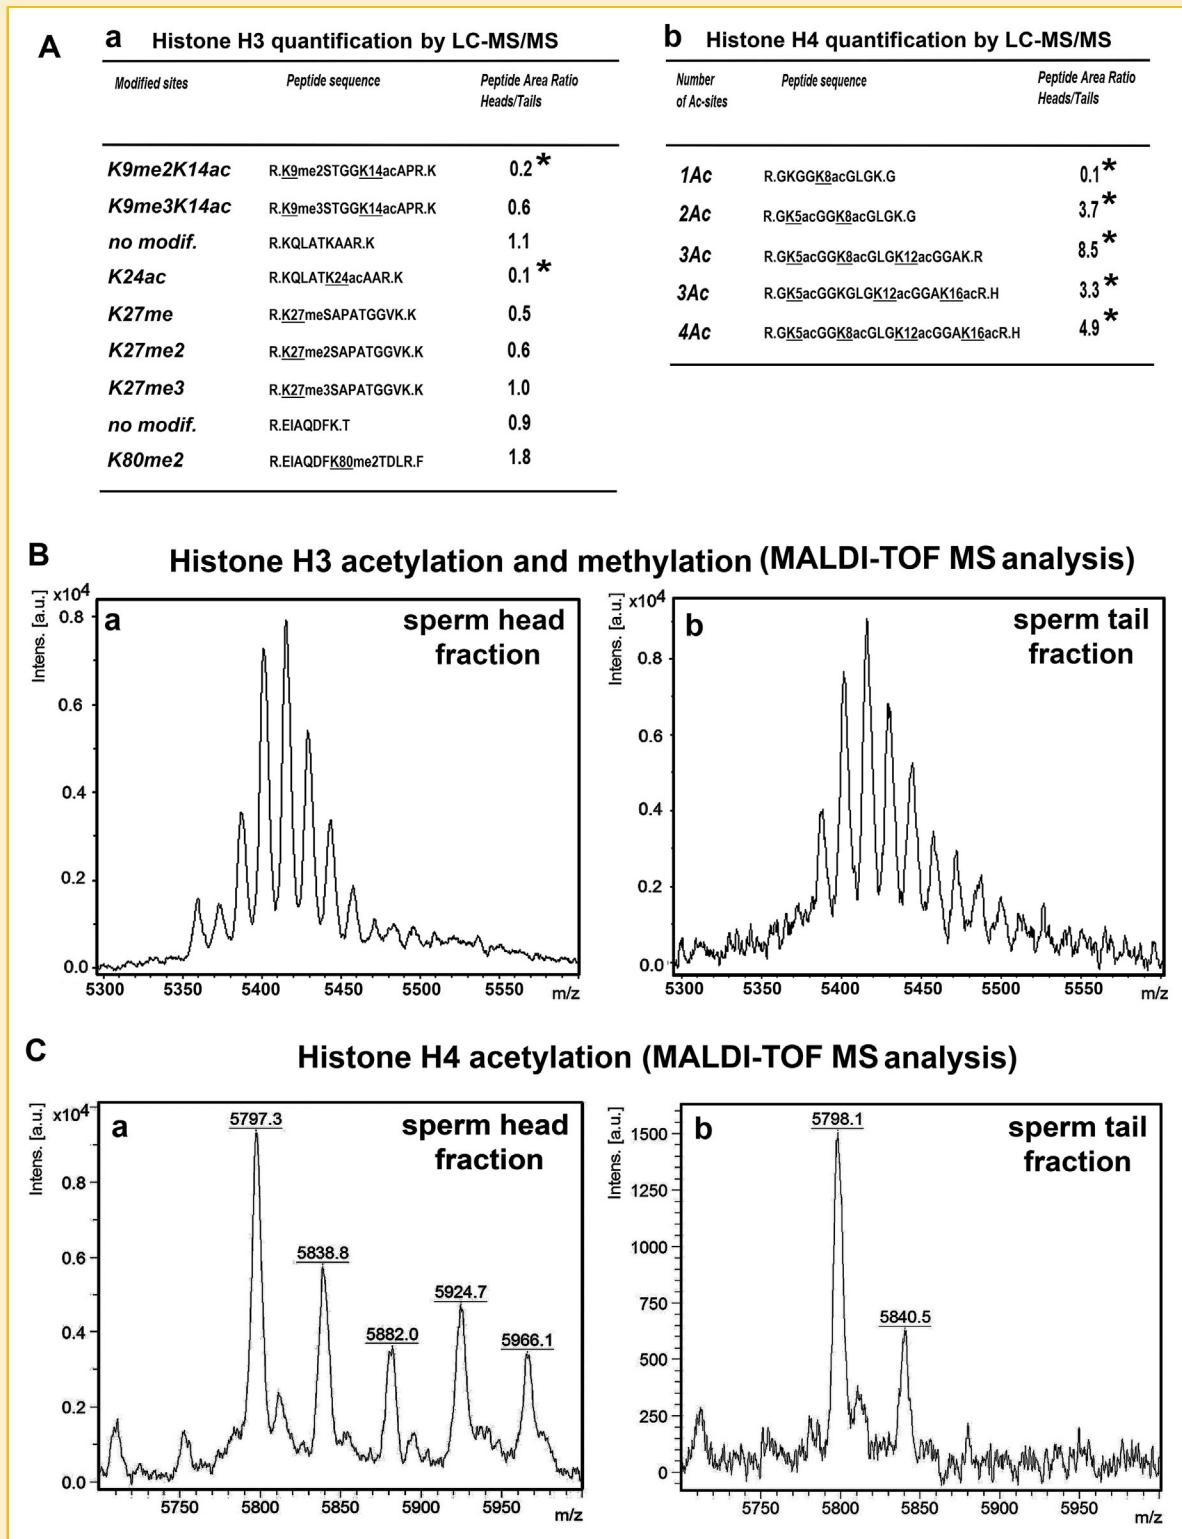 A
a Histone H3 quantification by LC-MS/MS
Modified sites Peptide sequence Peptide Area Ratio
Heads/Tails
K9me2K14ac R.K9me2STGGK14acAPR.K 0.2*
K9me3K14ac R.K9me3STGGK14acAPR.K 0.6
no modif. R.KQLATKAAR.K 1.1
K24ac R.KQLATK24acAAR.K 0.1*
K27me R.K27meSAPATGGVK.K 0.5
K27me2 R.K27me2SAPATGGVK.K 0.6
K27me3 R.K27me3SAPATGGVK.K 1.0
no modif. R.EIAQDFK.T 0.9
K80me2 R.EIAQDFK80me2TDLR.F 1.8
b Histone H4 quantification by LC-MS/MS
Number Peptide sequence Peptide Area Ratio
of Ac-sites Heads/Tails
1Ac R.GKGGK8acGLGK.G 0.1*
2Ac R.GK5acGGK8acGLGK.G 3.7*
3Ac R.GK5acGGK8acGLGK12acGGAK.R 8.5*
3Ac R.GK5acGGKGLGK12acGGAK16acR.H 3.3*
4Ac R.GK5acGGK8acGLGK12acGGAK16acR.H 4.9*
B
Histone H3 acetylation and methylation (MALDI-TOF MS analysis)
a
sperm head
fraction
Intens. [a.u.]
x10⁴
0.8
0.6
0.4
0.2
0.0
5300 5350 5400 5450 5500 5550
m/z
b
sperm tail
fraction
Intens. [a.u.]
x10⁴
0.8
0.6
0.4
0.2
0.0
5300 5350 5400 5450 5500 5550
m/z
C
Histone H4 acetylation (MALDI-TOF MS analysis)
a
sperm head
fraction
Intens. [a.u.]
x10⁴
0.8
0.6
0.4
0.2
0.0
5797.3
5838.8
5882.0
5924.7
5966.1
5750 5800 5850 5900 5950
m/z
b
sperm tail
fraction
Intens. [a.u.]
1500
1250
1000
750
500
250
0
5798.1
5840.5
5750 5800 5850 5900 5950
m/z